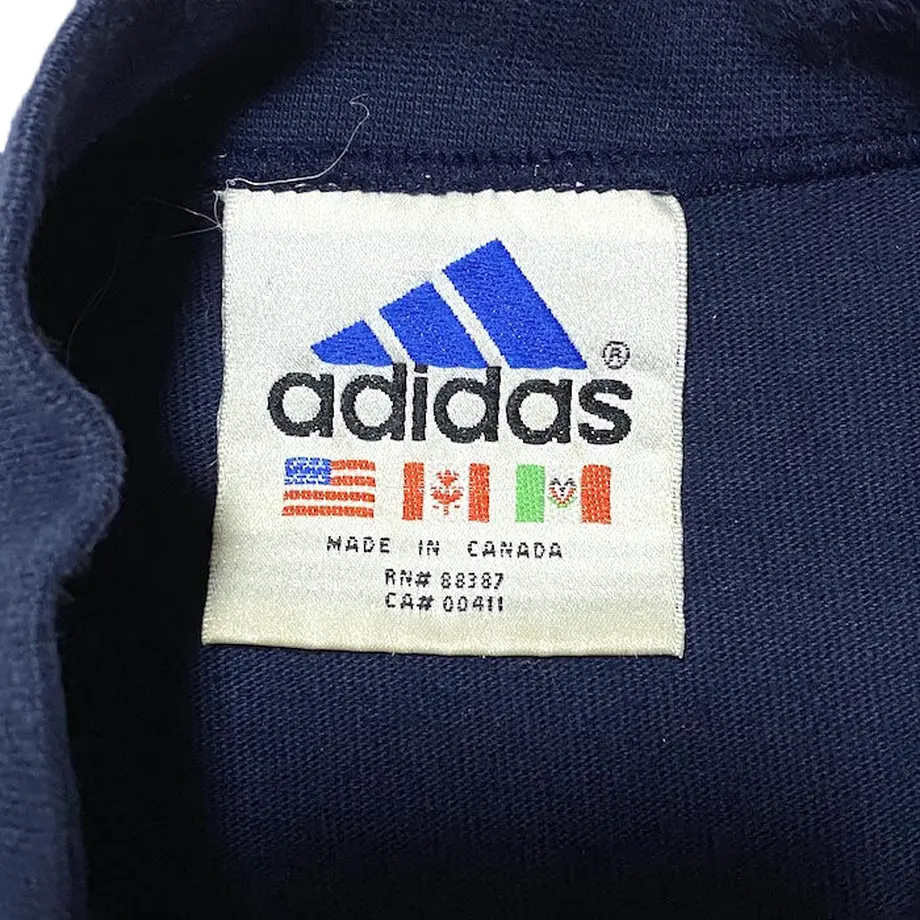 adidas ®
MADE IN CANADA
RN# 88387
CA# 00411